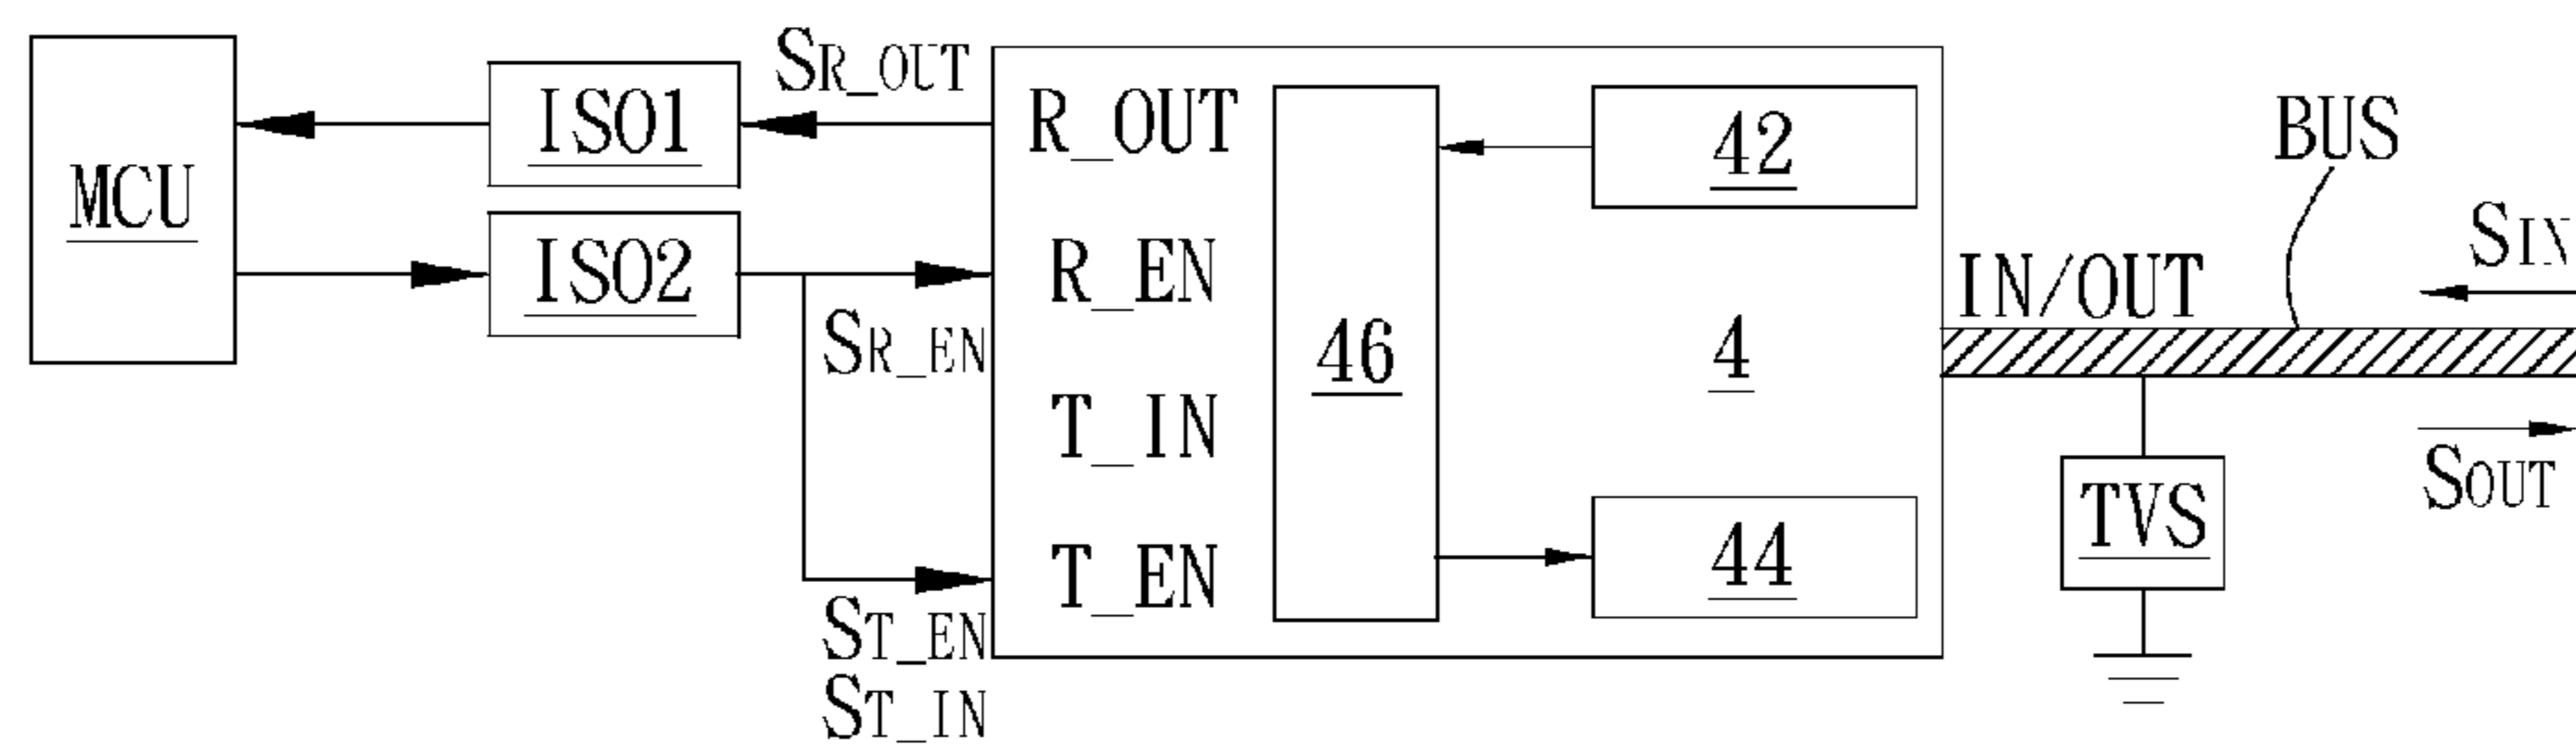 MCU
ISO1
ISO2
SR_OUT
SR_EN
ST_EN
ST_IN
R_OUT
R_EN
T_IN
T_EN
46
42
4
44
IN/OUT
BUS
TVS
SIN
SOUT